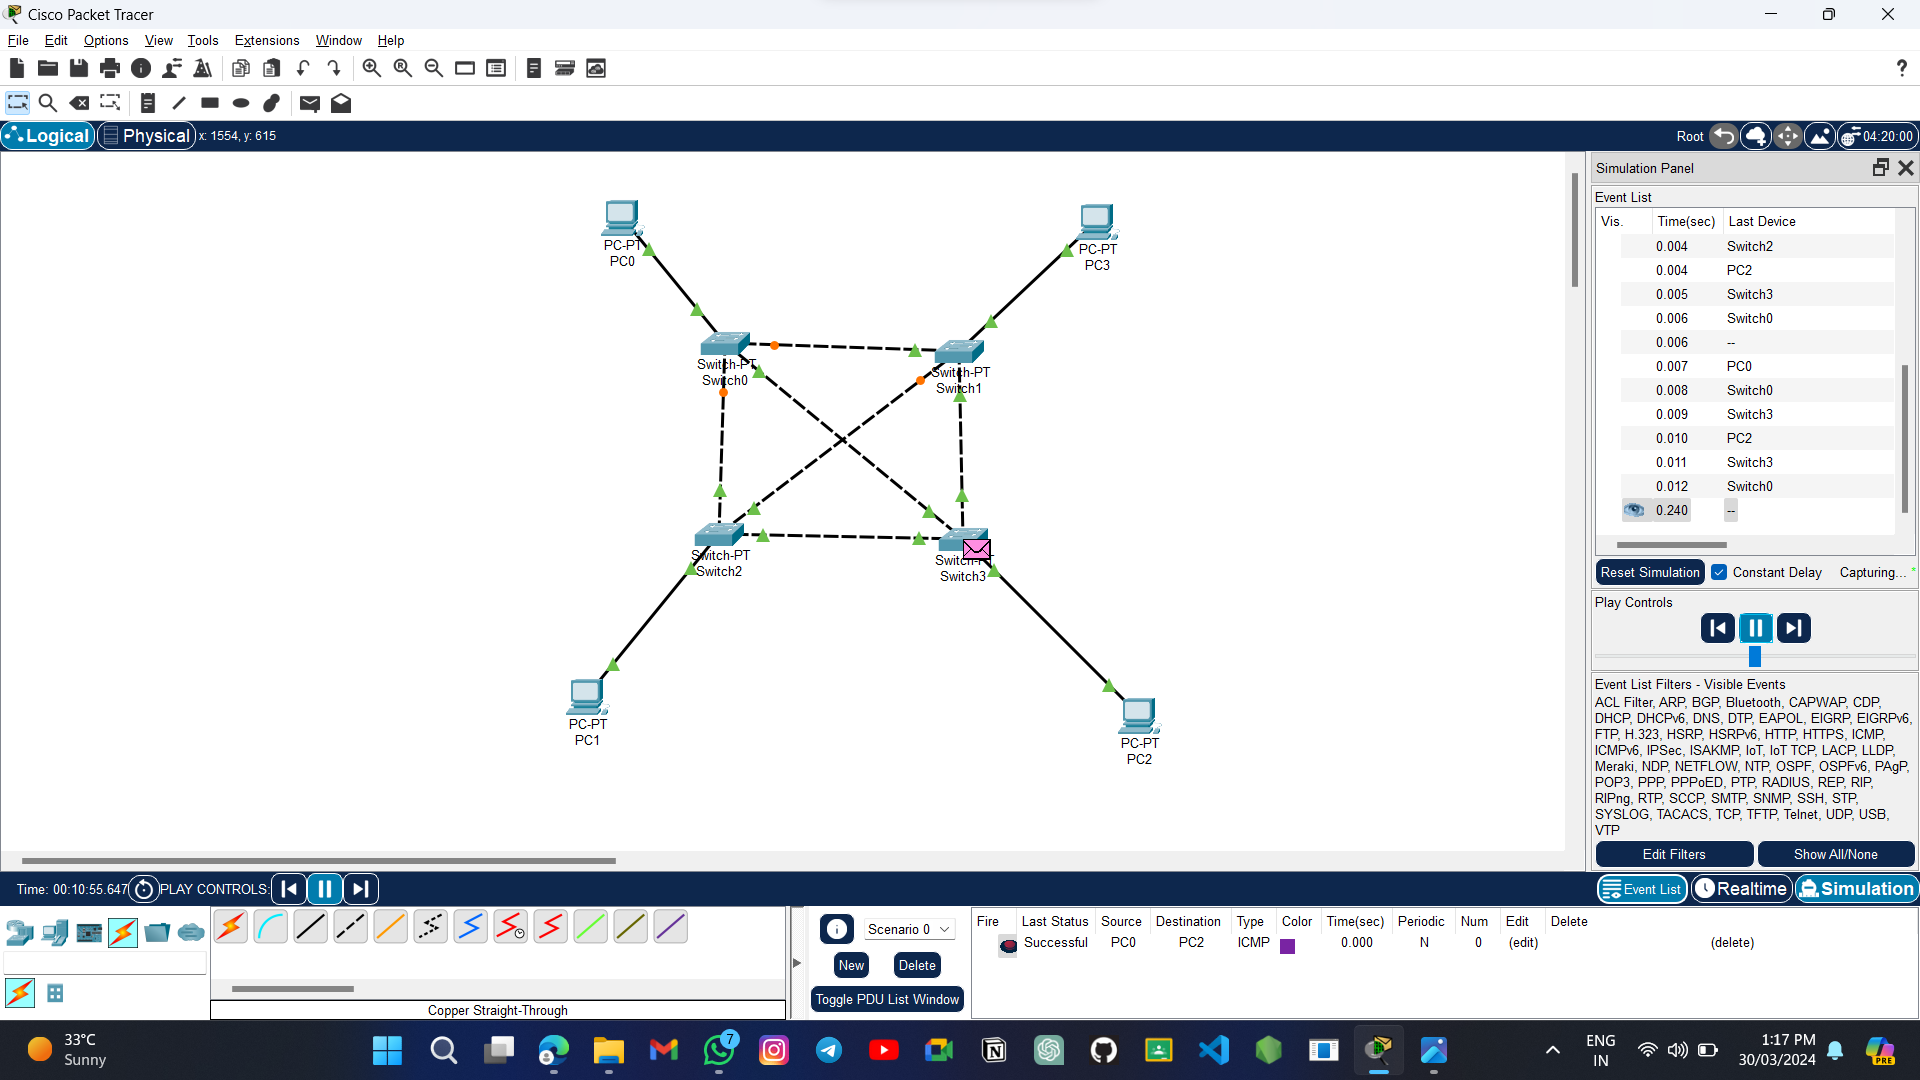 Cisco Packet Tracer
File Edit Options View Tools Extensions Window Help
?
Logical Physical x: 1554, y: 615 Root 04:20:00
Simulation Panel
Event List
Vis. Time(sec) Last Device
0.004 Switch2
0.004 PC2
0.005 Switch3
0.006 Switch0
0.006 --
0.007 PC0
0.008 Switch0
0.009 Switch3
0.010 PC2
0.011 Switch3
0.012 Switch0
0.240 --
Reset Simulation Constant Delay Capturing...
Play Controls
Event List Filters - Visible Events
ACL Filter, ARP, BGP, Bluetooth, CAPWAP, CDP,
DHCP, DHCPv6, DNS, DTP, EAPOL, EIGRP, EIGRPv6,
FTP, H.323, HSRP, HSRPv6, HTTP, HTTPS, ICMP,
ICMPv6, IPSec, ISAKMP, IoT, IoT TCP, LACP, LLDP,
Meraki, NDP, NETFLOW, NTP, OSPF, OSPFv6, PAgP,
POP3, PPP, PPPoED, PTP, RADIUS, REP, RIP,
RIPng, RTP, SCCP, SMTP, SNMP, SSH, STP,
SYSLOG, TACACS, TCP, TFTP, Telnet, UDP, USB,
VTP
Edit Filters Show All/None
PC-PT
PC0
PC-PT
PC3
Switch-PT
Switch0
Switch-PT
Switch1
Switch-PT
Switch2
Switch-PT
Switch3
PC-PT
PC1
PC-PT
PC2
Time: 00:10:55.647 PLAY CONTROLS: Event List Realtime Simulation
Copper Straight-Through
Scenario 0
New Delete
Toggle PDU List Window
Fire Last Status Source Destination Type Color Time(sec) Periodic Num Edit Delete
Successful PC0 PC2 ICMP 0.000 N 0 (edit) (delete)
33°C
Sunny
7
ENG
IN
1:17 PM
30/03/2024
PRE